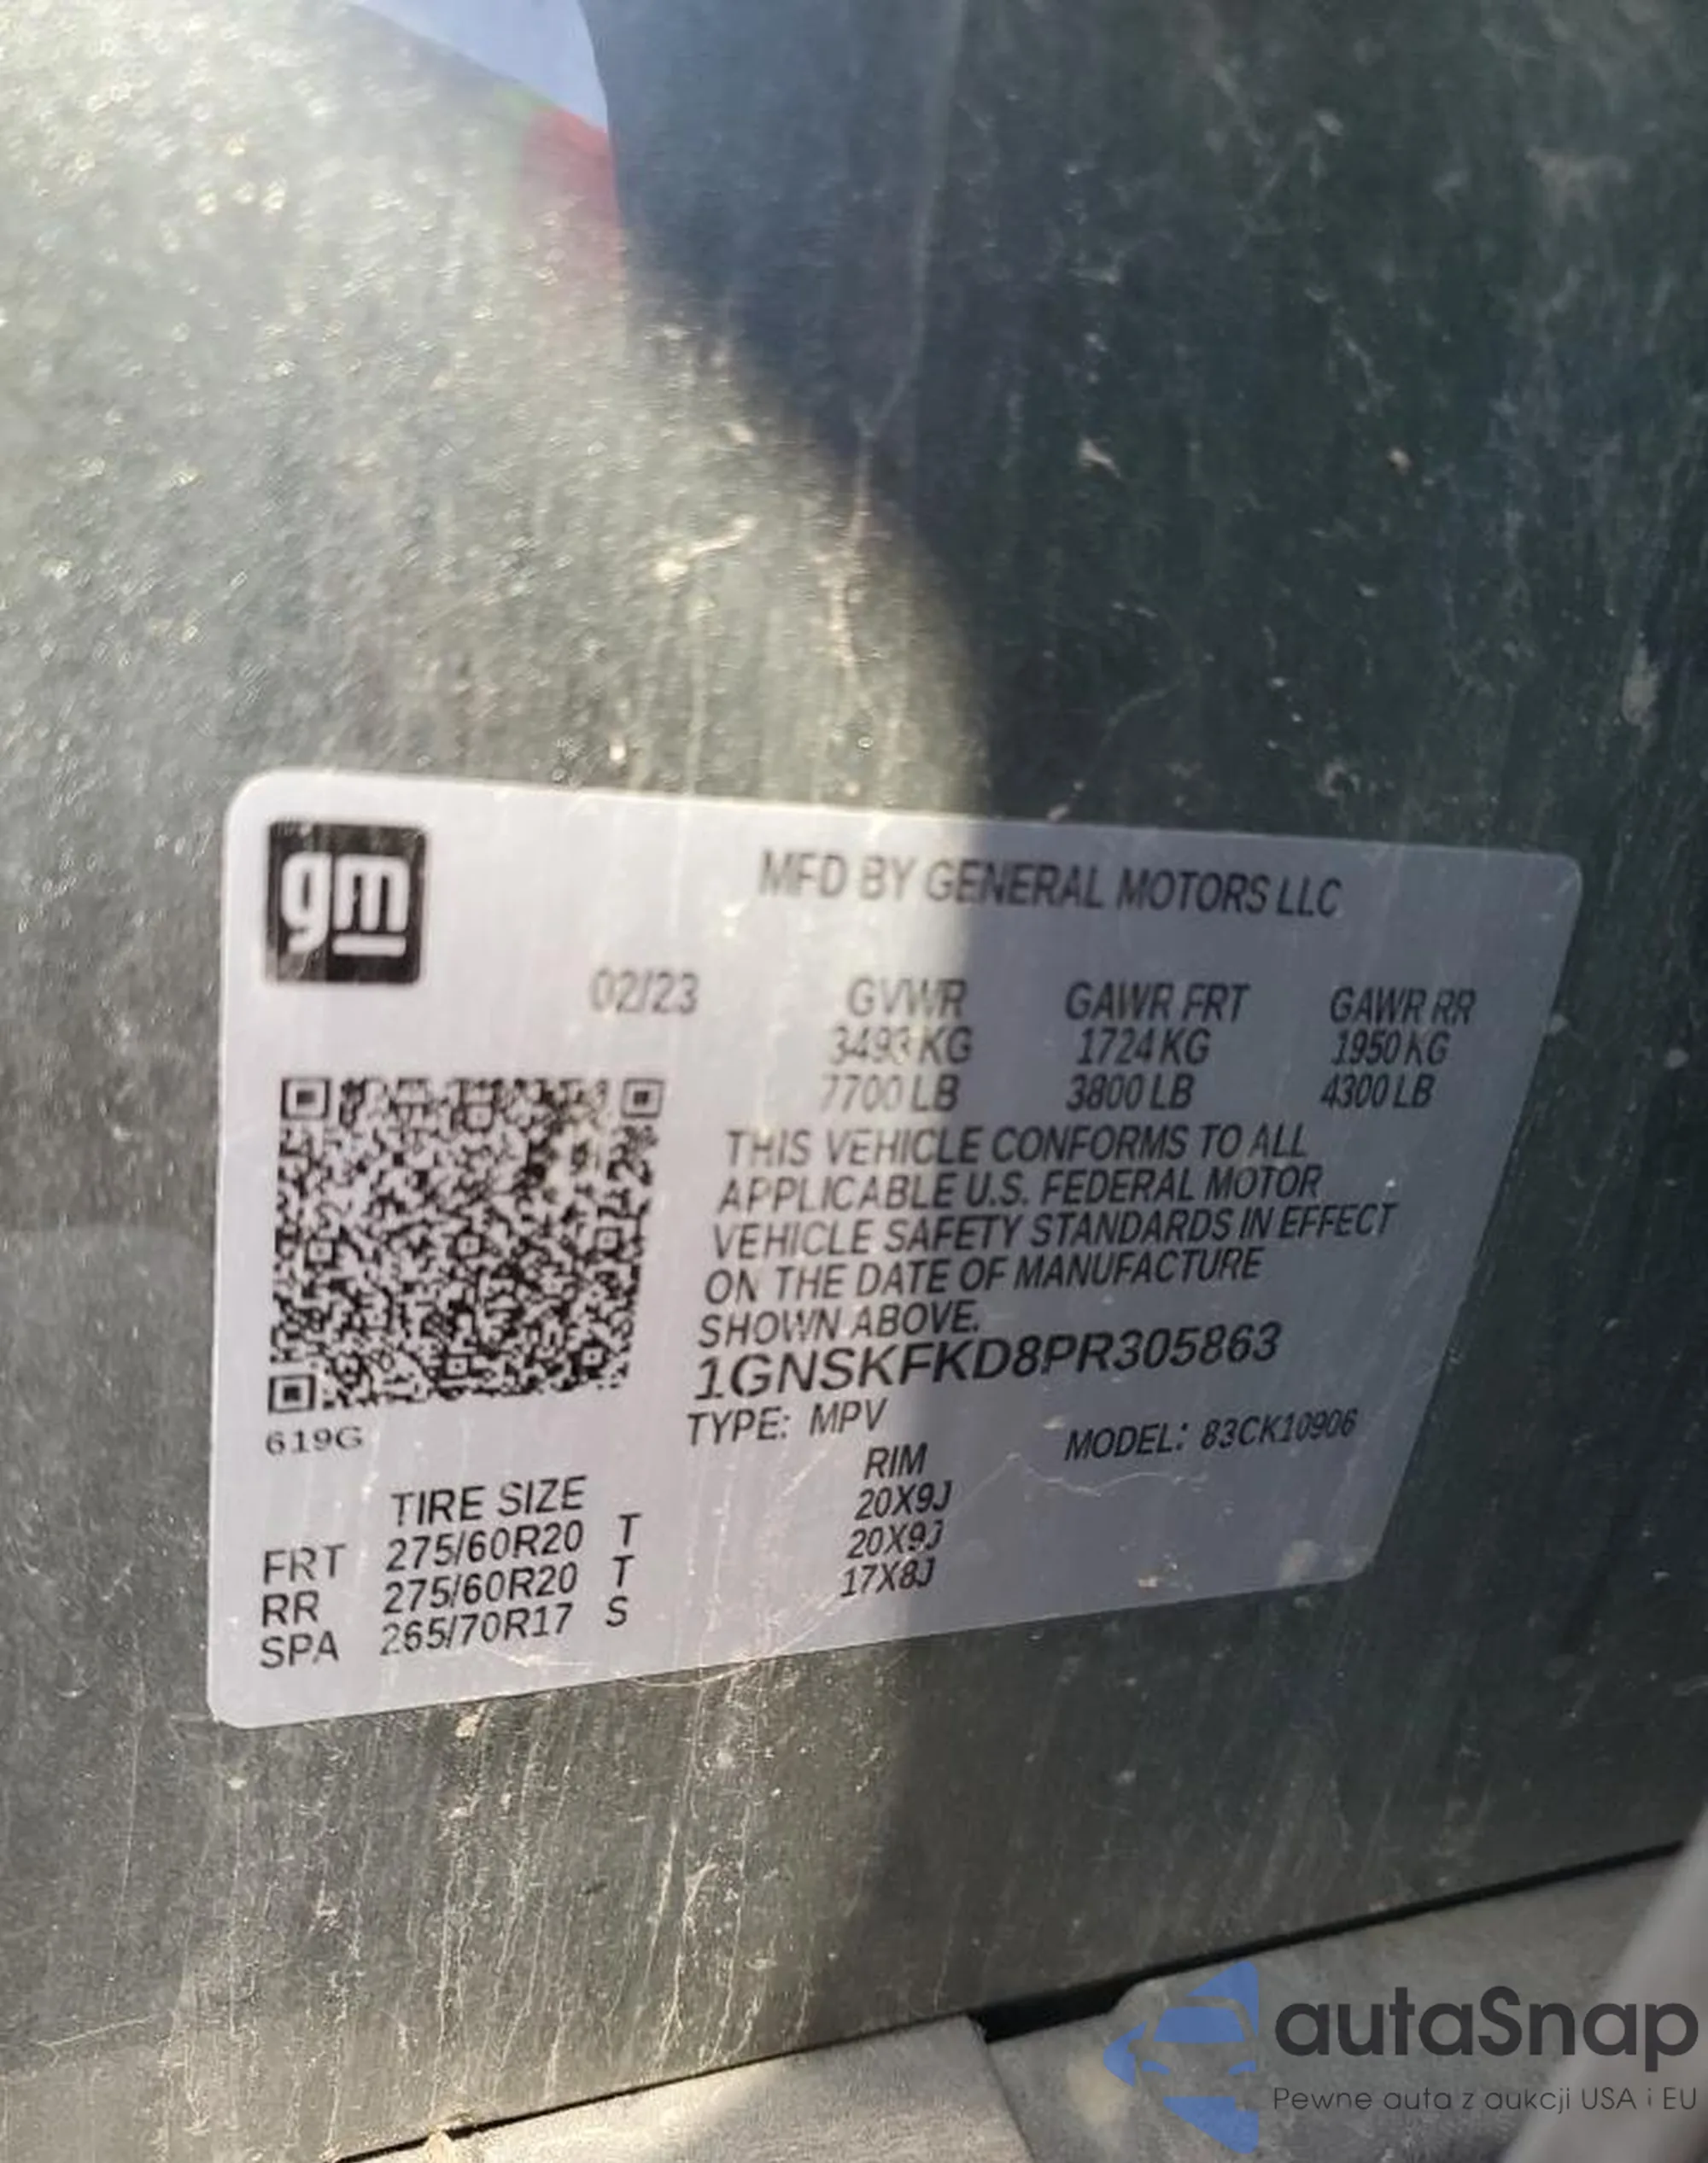 gm
MFD BY GENERAL MOTORS LLC
02/23 GVWR GAWR FRT GAWR RR
3493 KG 1724 KG 1950 KG
7700 LB 3800 LB 4300 LB
THIS VEHICLE CONFORMS TO ALL
APPLICABLE U.S. FEDERAL MOTOR
VEHICLE SAFETY STANDARDS IN EFFECT
ON THE DATE OF MANUFACTURE
SHOWN ABOVE.
1GNSKFKD8PR305863
TYPE: MPV MODEL: 83CK10906
619G
TIRE SIZE RIM
FRT 275/60R20 T 20X9J
RR 275/60R20 T 20X9J
SPA 265/70R17 S 17X8J
autaSnap
Pewne auta z aukcji USA i EU